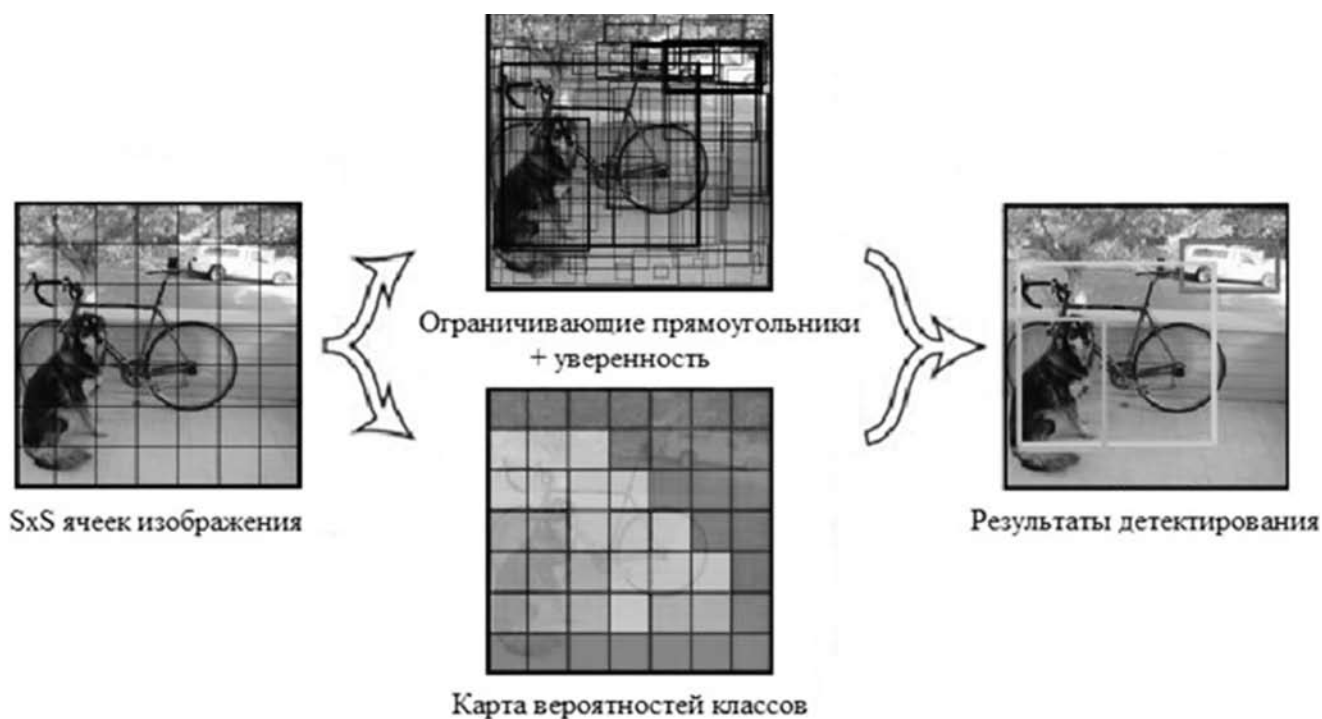 SxS ячеек изображения
Ограничивающие прямоугольники
+ уверенность
Карта вероятностей классов
Результаты детектирования